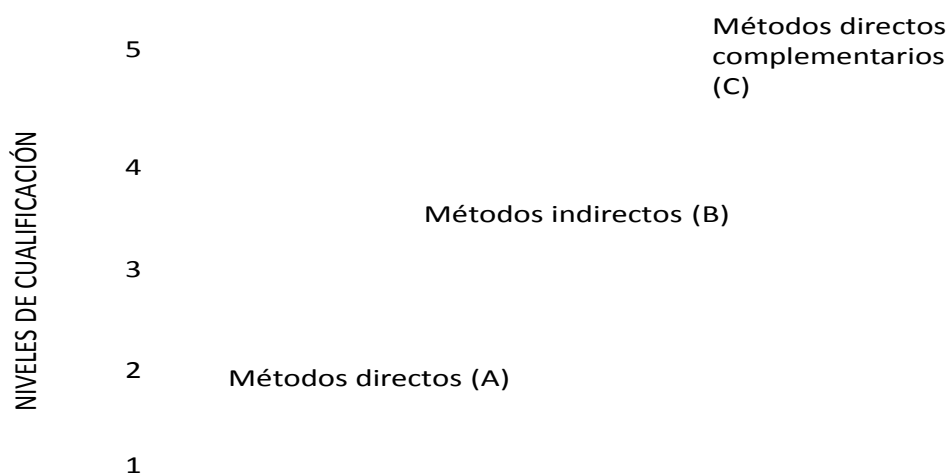 Métodos directos
complementarios
(C)
5
4
Métodos indirectos (B)
3
2
Métodos directos (A)
1
NIVELES DE CUALIFICACIÓN